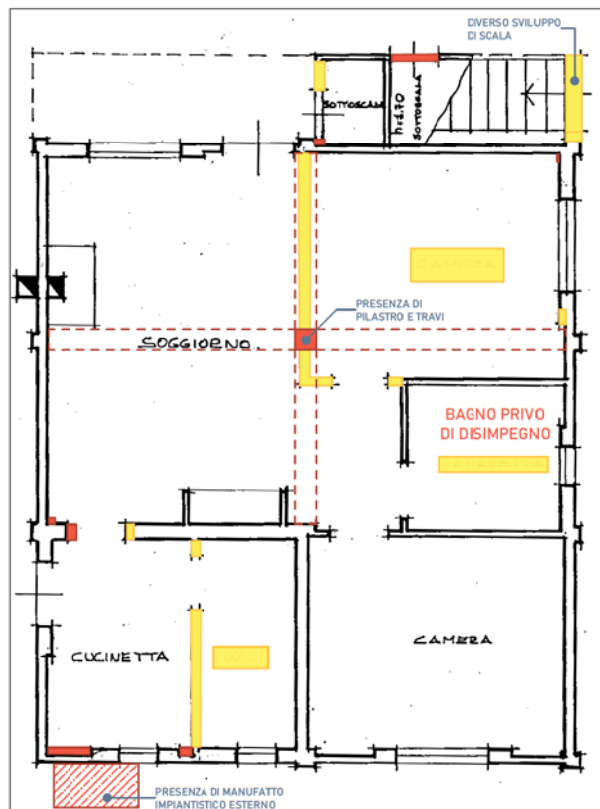 DIVERSO SVILUPPO
DI SCALA
SOTTOSCALA
h=1.70
SOTTOSCALA
CAMERA
PRESENZA DI
PILASTRO E TRAVI
SOGGIORNO
BAGNO PRIVO
DI DISIMPEGNO
CUCINETTA
CAMERA
PRESENZA DI MANUFATTO
IMPIANTISTICO ESTERNO